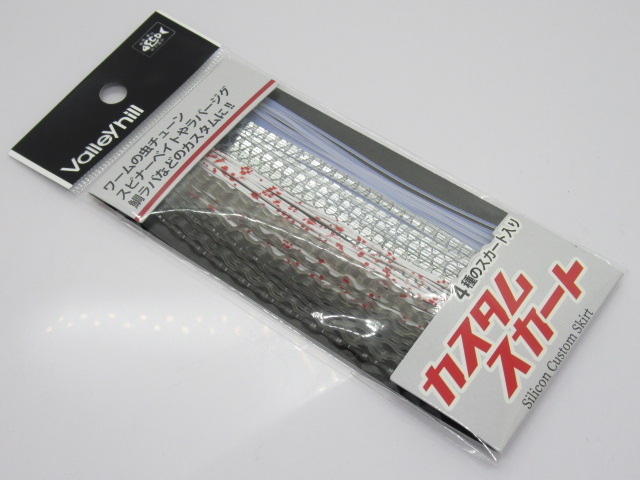 Valleyhill
ワームの虫チューン
スピナーベイトやラバージグ
鯛ラバなどのカスタムに!!
4種のスカート入り
カスタム
スカート
Silicon Custom Skirt